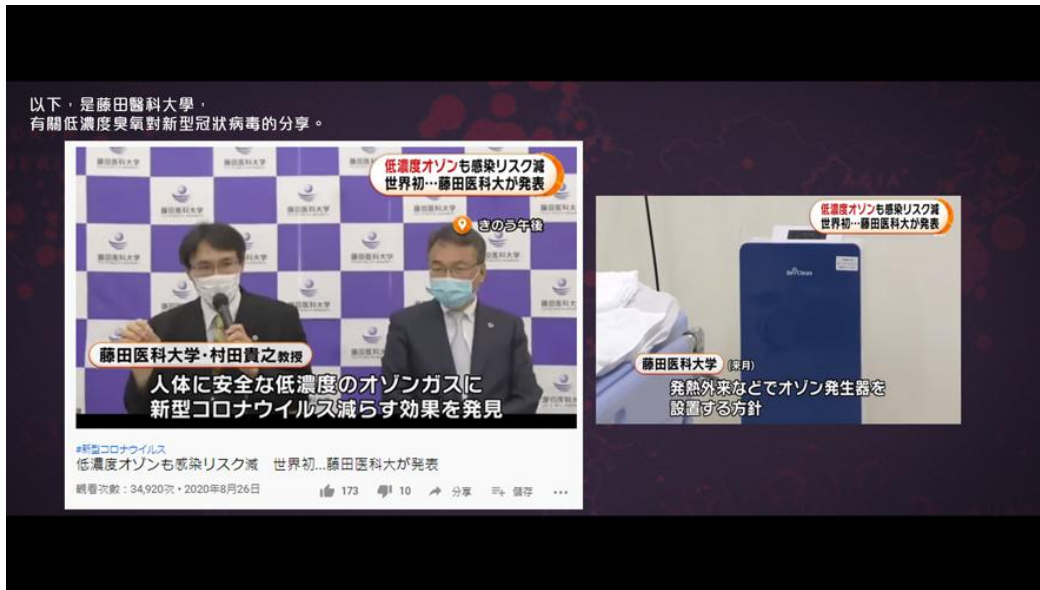 以下，是藤田醫科大學，
有關低濃度臭氧對新型冠狀病毒的分享。
藤田医科大学
低濃度オゾンも感染リスク減
世界初…藤田医科大が発表
きのう午後
藤田医科大学・村田貴之教授
人体に安全な低濃度のオゾンガスに
新型コロナウイルス減らす効果を発見
#新型コロナウイルス
低濃度オゾンも感染リスク減　世界初...藤田医科大が発表
觀看次數：34,920次・2020年8月26日
173
10
分享
儲存
低濃度オゾンも感染リスク減
世界初…藤田医科大が発表
藤田医科大学 (来月)
発熱外来などでオゾン発生器を
設置する方針